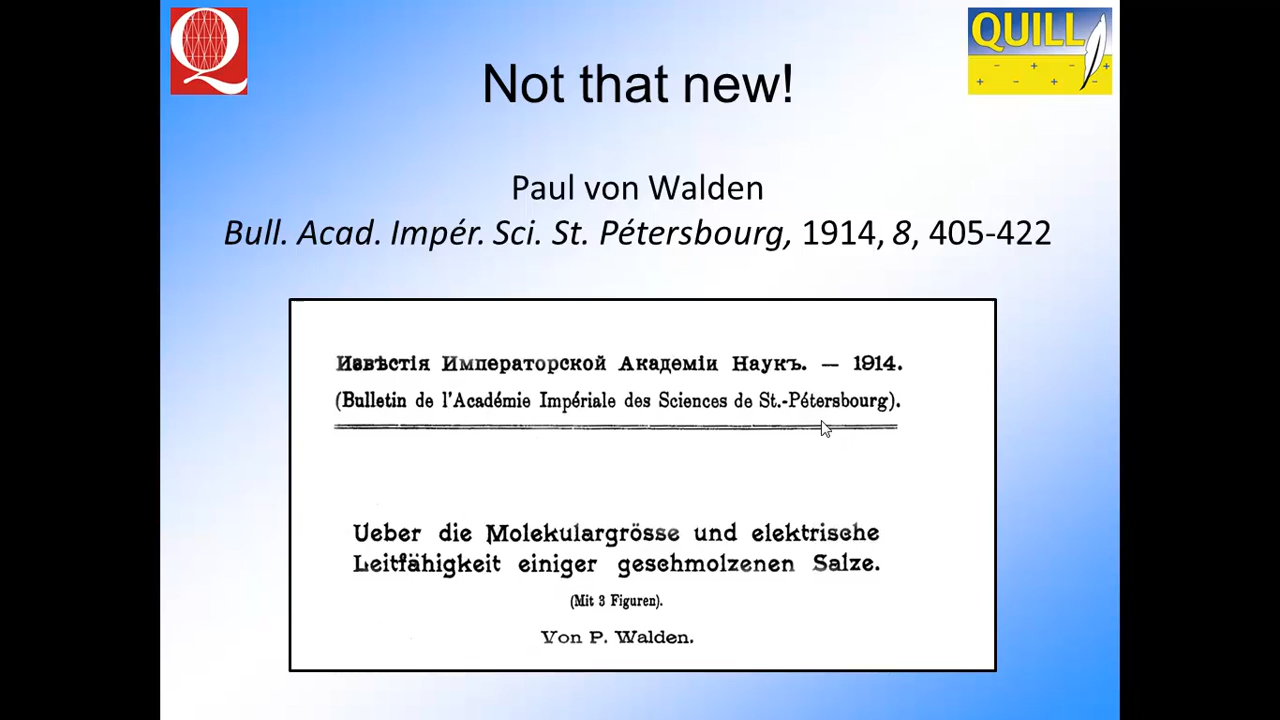 Q
QUILL
Not that new!
Paul von Walden
Bull. Acad. Impér. Sci. St. Pétersbourg, 1914, 8, 405-422
Извѣстія Императорской Академіи Наукъ. — 1914.
(Bulletin de l'Académie Impériale des Sciences de St.-Pétersbourg).
Ueber die Molekulargrösse und elektrische
Leitfähigkeit einiger geschmolzenen Salze.
(Mit 3 Figuren).
Von P. Walden.